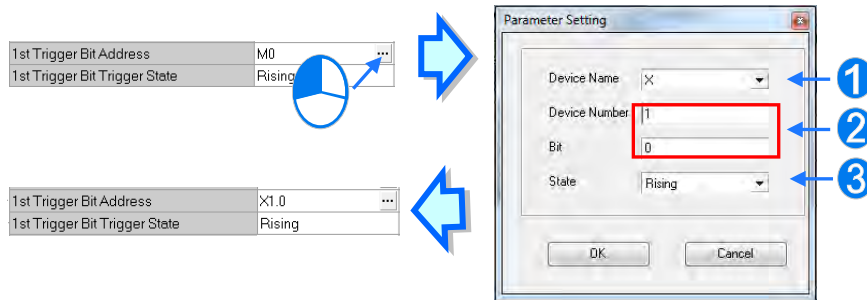 1st Trigger Bit Address M0 ...
1st Trigger Bit Trigger State Rising
Parameter Setting
Device Name X
1
Device Number 1
2
Bit 0
State Rising
3
OK Cancel
1st Trigger Bit Address X1.0 ...
1st Trigger Bit Trigger State Rising